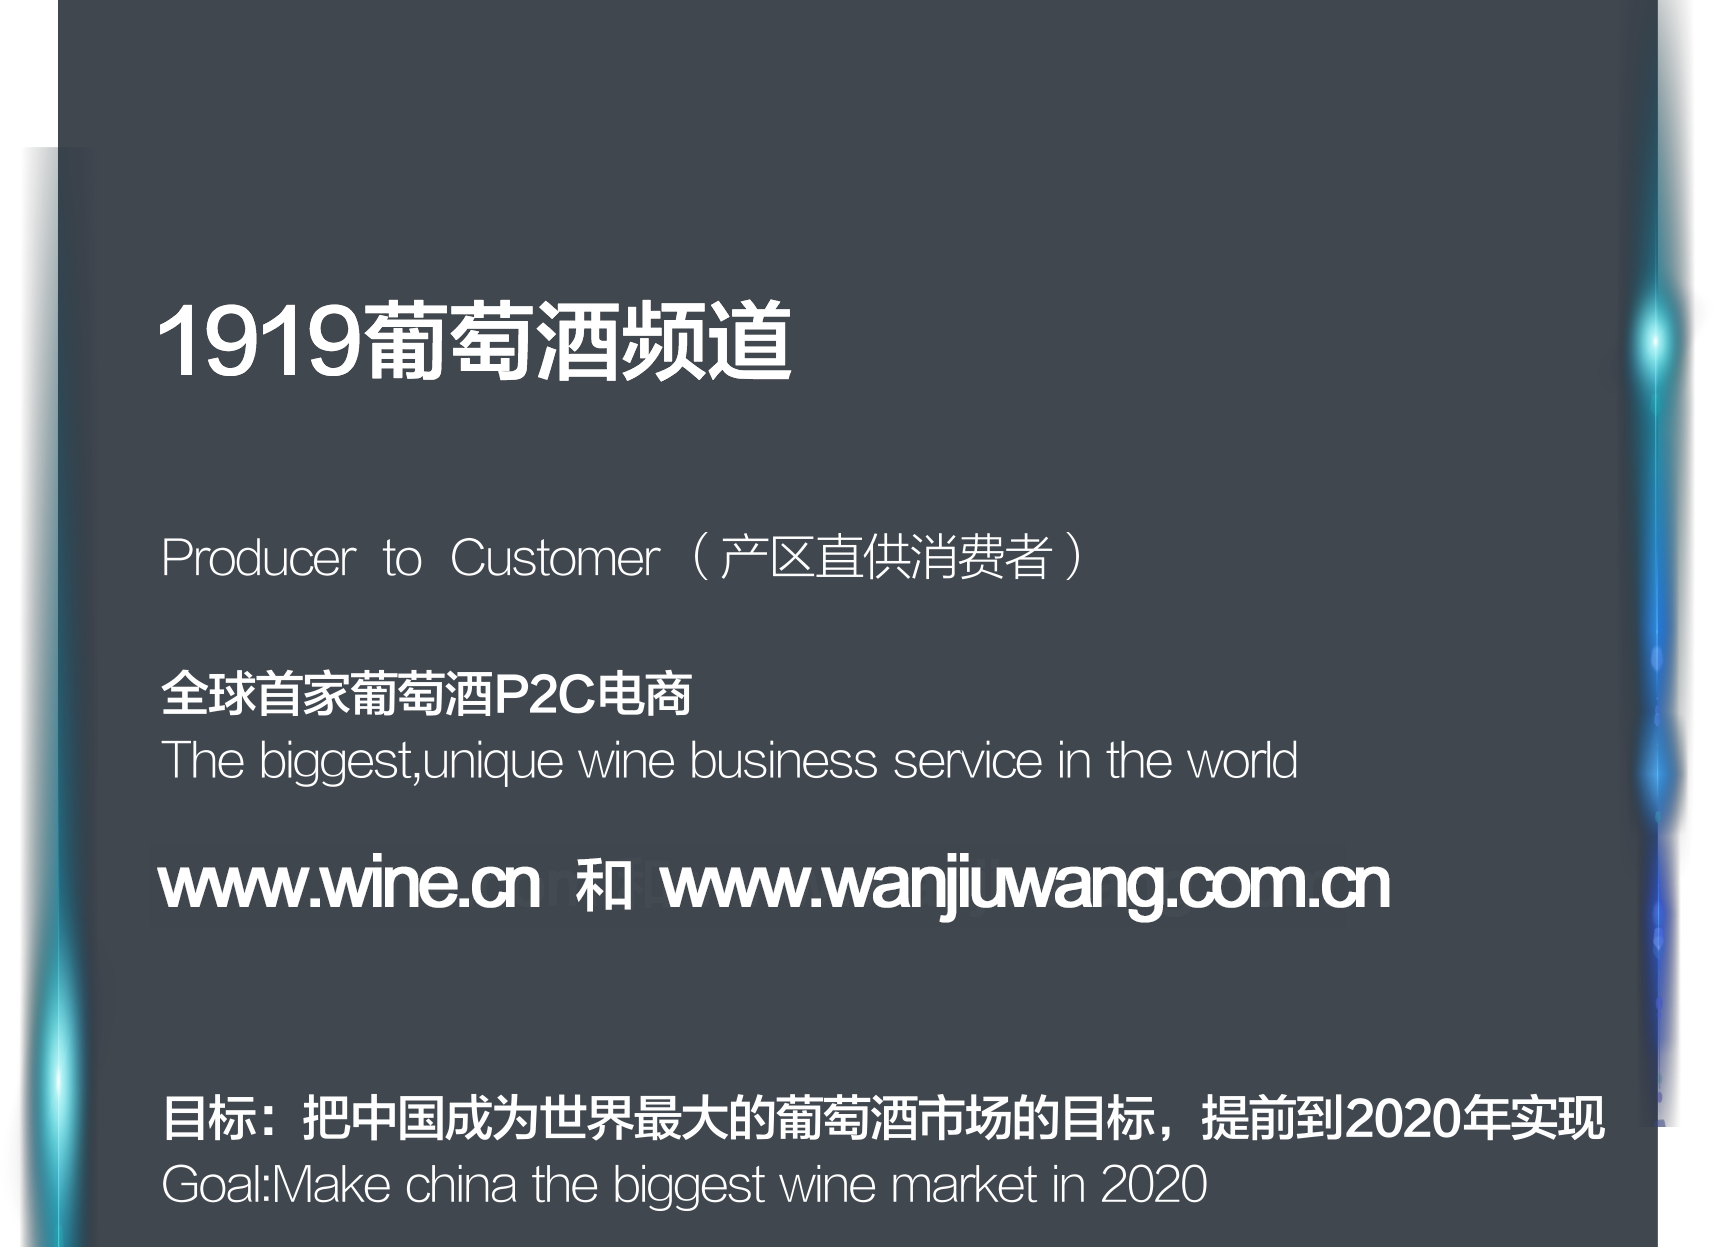 1919葡萄酒频道
Producer to Customer（产区直供消费者）
全球首家葡萄酒P2C电商
The biggest,unique wine business service in the world
www.wine.cn 和 www.wanjiuwang.com.cn
目标：把中国成为世界最大的葡萄酒市场的目标，提前到2020年实现
Goal:Make china the biggest wine market in 2020